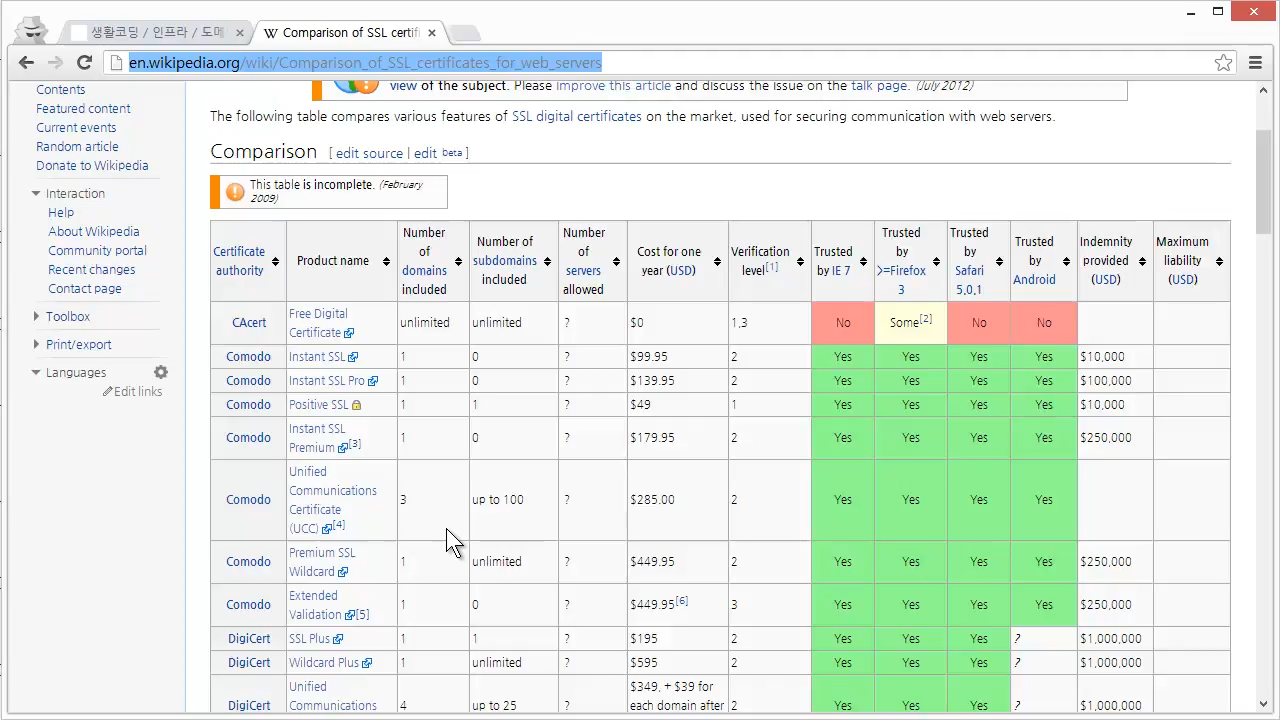 생활코딩 / 인프라 / 도메
Comparison of SSL certifi
en.wikipedia.org/wiki/Comparison_of_SSL_certificates_for_web_servers
Contents
Featured content
Current events
Random article
Donate to Wikipedia
Interaction
Help
About Wikipedia
Community portal
Recent changes
Contact page
Toolbox
Print/export
Languages
Edit links
view of the subject. Please improve this article and discuss the issue on the talk page. (July 2012)
The following table compares various features of SSL digital certificates on the market, used for securing communication with web servers.
Comparison [ edit source | edit beta ]
This table is incomplete. (February
2009)
Certificate
authority
Product name
Number
of
domains
included
Number of
subdomains
included
Number
of
servers
allowed
Cost for one
year (USD)
Verification
level[1]
Trusted
by IE 7
Trusted
by
>=Firefox
3
Trusted
by
Safari
5.0.1
Trusted
by
Android
Indemnity
provided
(USD)
Maximum
liability
(USD)
CAcert
Free Digital
Certificate
unlimited unlimited ? $0 1,3 No Some[2] No No
Comodo Instant SSL 1 0 ? $99.95 2 Yes Yes Yes Yes $10,000
Comodo Instant SSL Pro 1 0 ? $139.95 2 Yes Yes Yes Yes $100,000
Comodo Positive SSL 1 1 ? $49 1 Yes Yes Yes Yes $10,000
Comodo
Instant SSL
Premium [3]
1 0 ? $179.95 2 Yes Yes Yes Yes $250,000
Comodo
Unified
Communications
Certificate
(UCC) [4]
3 up to 100 ? $285.00 2 Yes Yes Yes Yes
Comodo
Premium SSL
Wildcard
1 unlimited ? $449.95 2 Yes Yes Yes Yes $250,000
Comodo
Extended
Validation [5]
1 0 ? $449.95[6] 3 Yes Yes Yes Yes $250,000
DigiCert SSL Plus 1 1 ? $195 2 Yes Yes Yes ? $1,000,000
DigiCert Wildcard Plus 1 unlimited ? $595 2 Yes Yes Yes ? $1,000,000
DigiCert
Unified
Communications
4 up to 25 ?
$349, + $39 for
each domain after
2 Yes Yes Yes ? $1,000,000